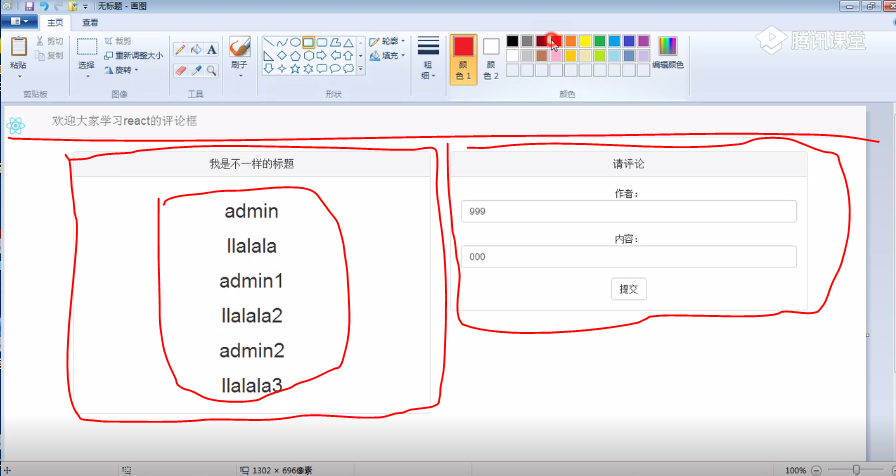 无标题 - 画图
主页 查看
粘贴 剪切 复制
选择 裁剪 重新调整大小 旋转
刷子
轮廓 填充
粗细
颜色 1 颜色 2 编辑颜色
剪贴板 图像 工具 形状 颜色
腾讯课堂
欢迎大家学习react的评论框
我是不一样的标题
admin
llalala
admin1
llalala2
admin2
llalala3
请评论
作者：
999
内容：
000
提交
1302 × 696像素
100%